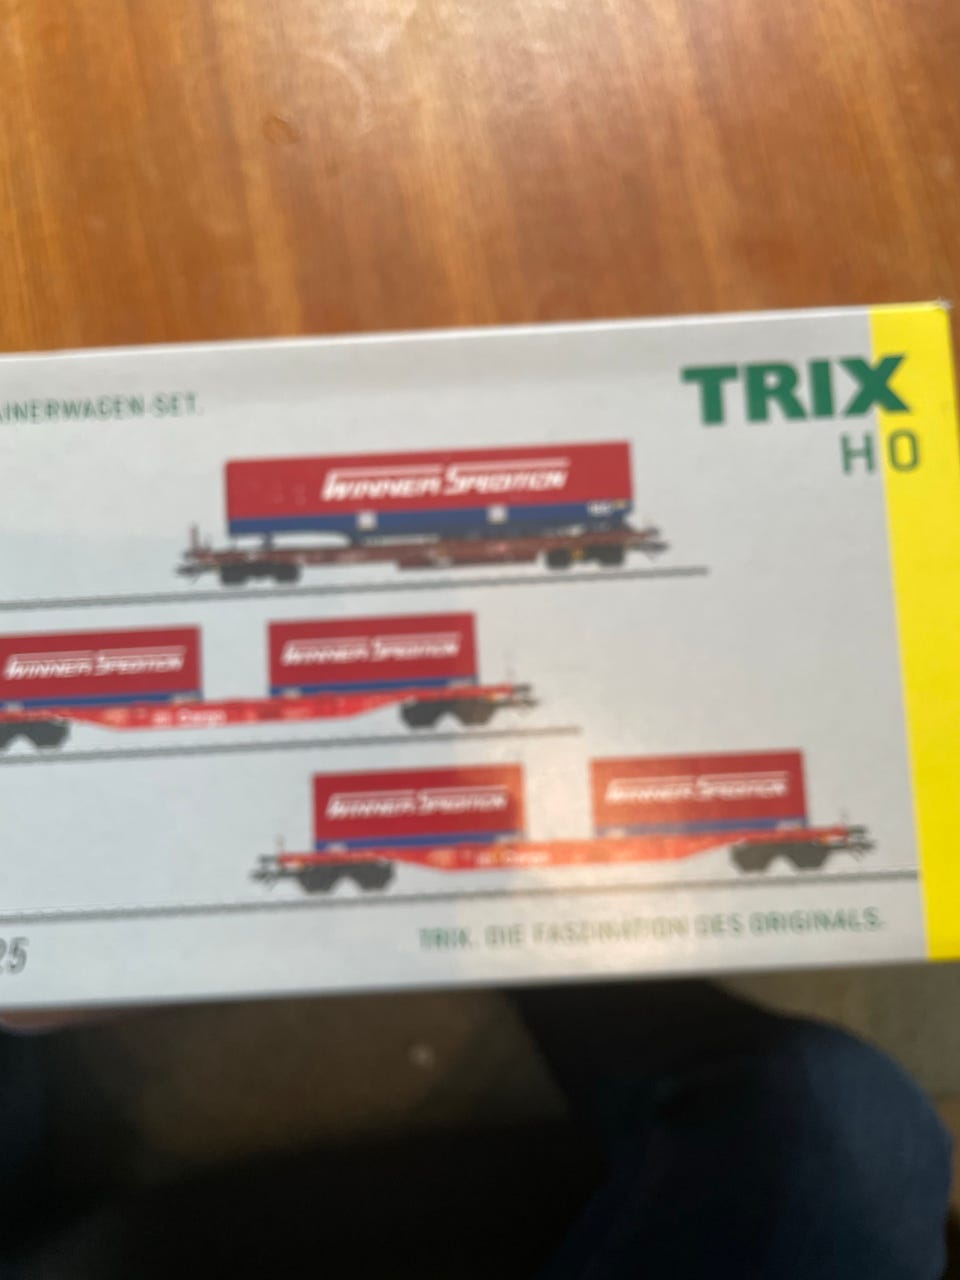 TRIX
H0
AINERWAGEN-SET.
WINNER SPEDITION
WINNER SPEDITION
WINNER SPEDITION
WINNER SPEDITION
WINNER SPEDITION
25
TRIX. DIE FASZINATION DES ORIGINALS.